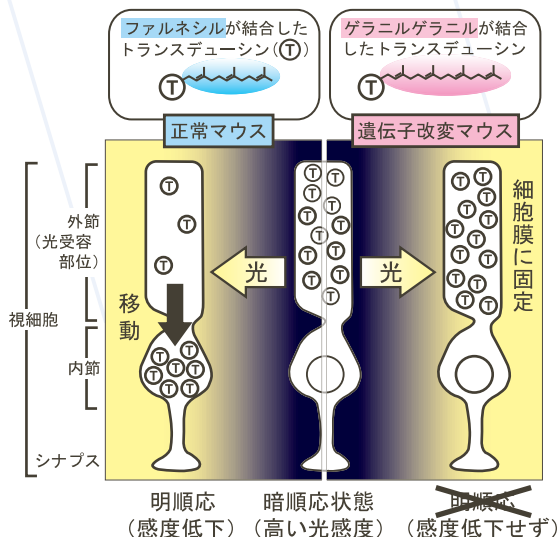 ファルネシルが結合した
トランスデューシン(Ⓣ)
T
ゲラニルゲラニルが結合
したトランスデューシン
T
正常マウス
遺伝子改変マウス
外節
(光受容
部位)
視細胞
内節
シナプス
T
T
T
移動
T
T
T
T
T
T
T
T
光
T
T
T
T
T
T
T
T
T
T
T
T
光
T
T
T
T
T
T
T
T
T
T
T
T
細胞膜に固定
明順応
(感度低下)
暗順応状態
(高い光感度)
明順応
(感度低下せず)